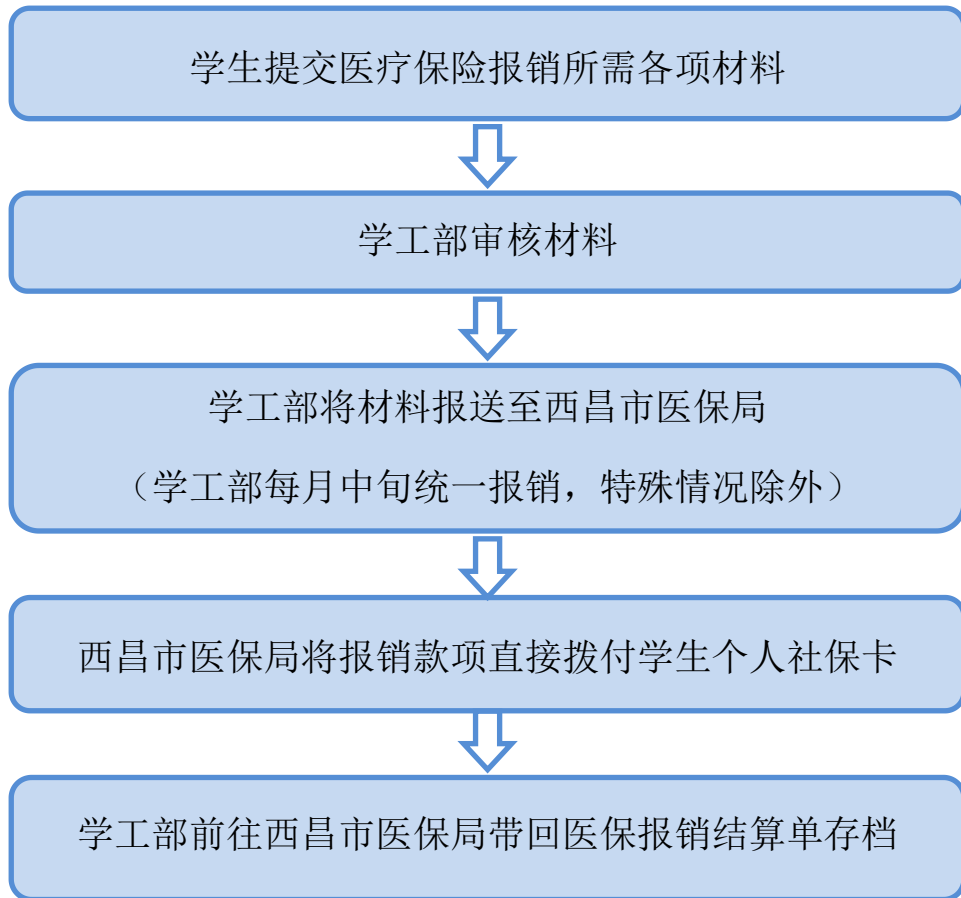 学生提交医疗保险报销所需各项材料
学工部审核材料
学工部将材料报送至西昌市医保局
（学工部每月中旬统一报销，特殊情况除外）
西昌市医保局将报销款项直接拨付学生个人社保卡
学工部前往西昌市医保局带回医保报销结算单存档